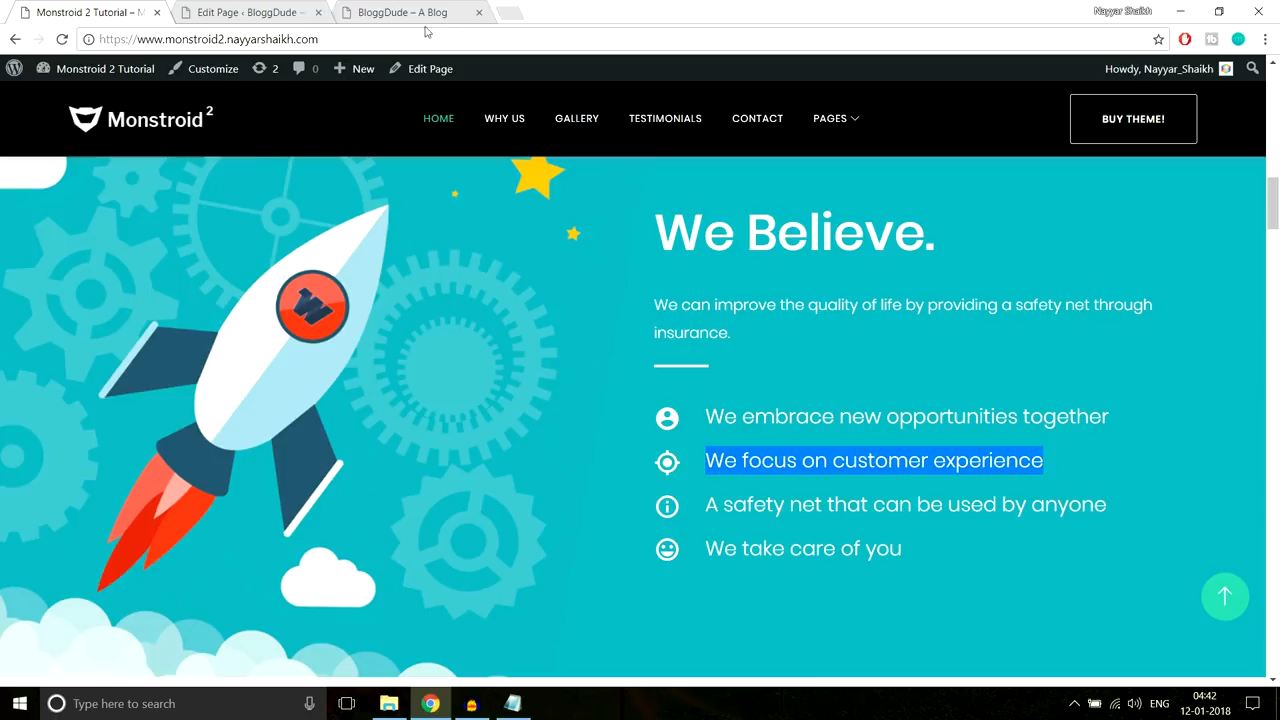 Monstroid 2 Tutorial – M
Edit Page ‹ BloggDude –
BloggDude – A Blog
Nayyar Shaikh
https://www.monstroid2.nayyarshaikh.com
Monstroid 2 Tutorial
Customize
2
0
New
Edit Page
Howdy, Nayyar_Shaikh
Monstroid 2
HOME
WHY US
GALLERY
TESTIMONIALS
CONTACT
PAGES
BUY THEME!
W
We Believe.
We can improve the quality of life by providing a safety net through
insurance.
We embrace new opportunities together
We focus on customer experience
A safety net that can be used by anyone
We take care of you
Type here to search
ENG
04:42
12-01-2018